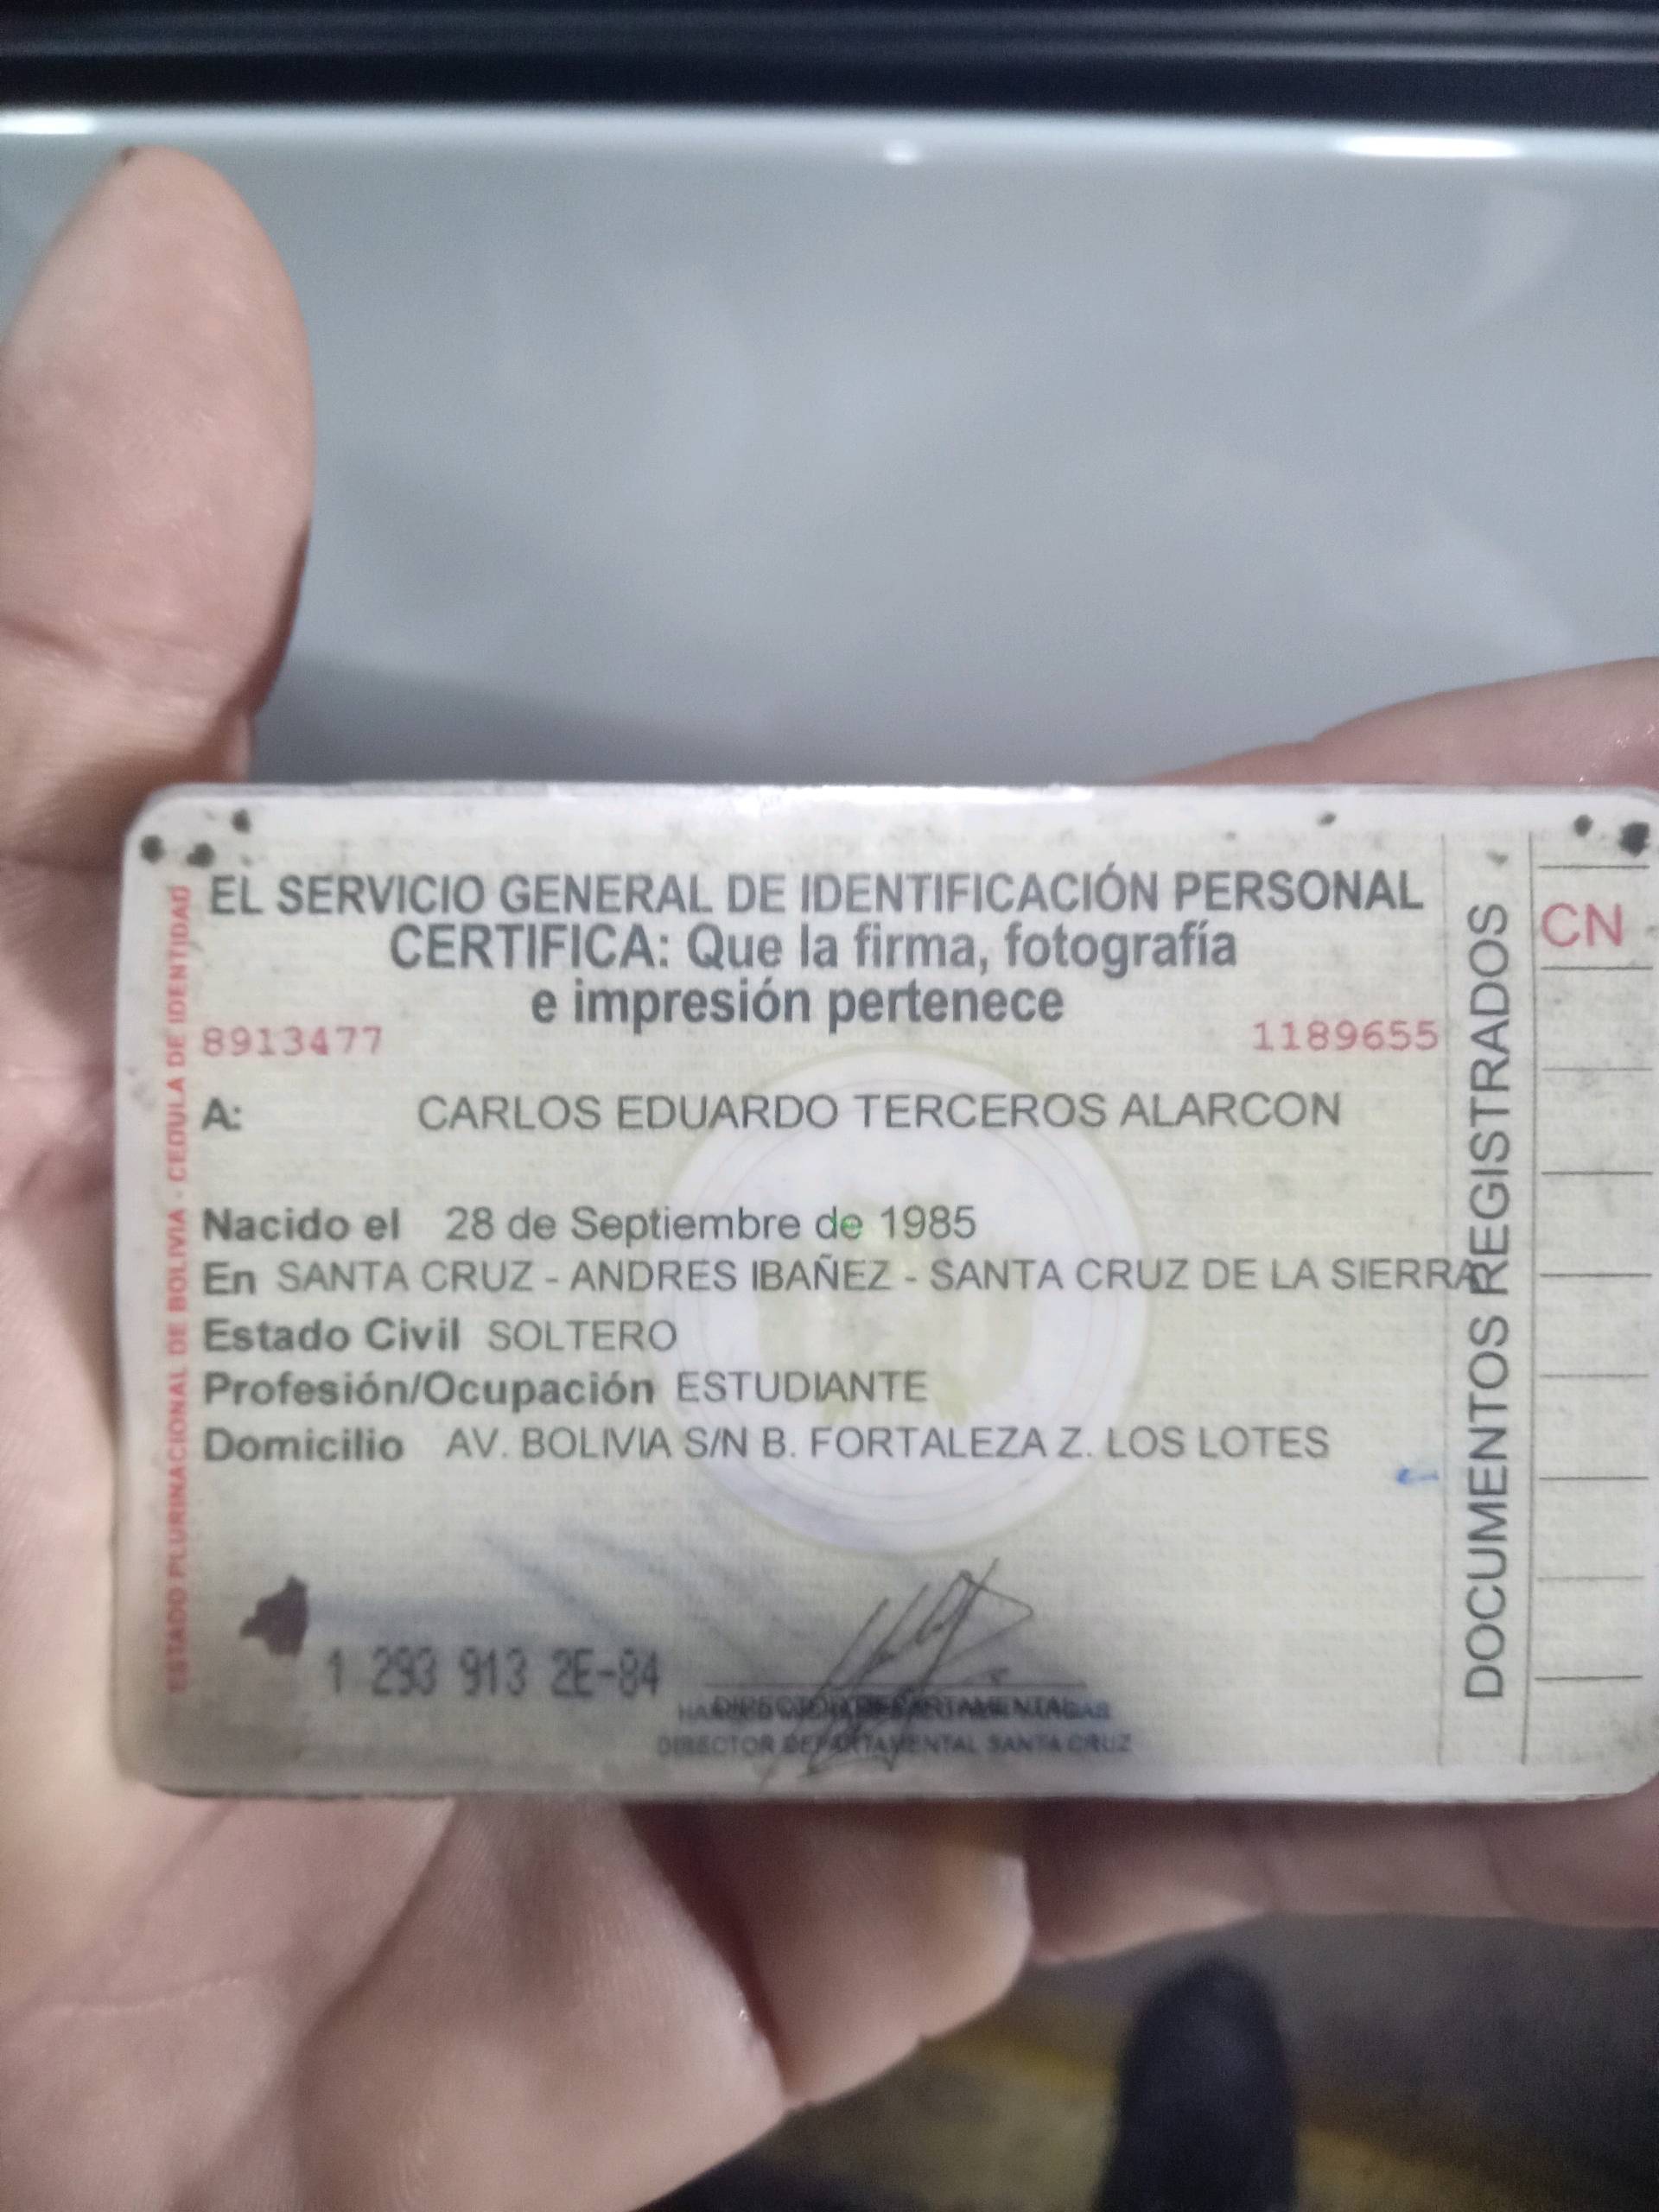 EL SERVICIO GENERAL DE IDENTIFICACIÓN PERSONAL
CERTIFICA: Que la firma, fotografía
e impresión pertenece
8913477 1189655
A: CARLOS EDUARDO TERCEROS ALARCON
Nacido el 28 de Septiembre de 1985
En SANTA CRUZ - ANDRES IBAÑEZ - SANTA CRUZ DE LA SIERRA
Estado Civil SOLTERO
Profesión/Ocupación ESTUDIANTE
Domicilio AV. BOLIVIA S/N B. FORTALEZA Z. LOS LOTES
1 293 913 2E-84
DIRECTOR DEPARTAMENTAL
DIRECTOR DEPARTAMENTAL SANTA CRUZ
ESTADO PLURINACIONAL DE BOLIVIA - CEDULA DE IDENTIDAD
DOCUMENTOS REGISTRADOS
CN